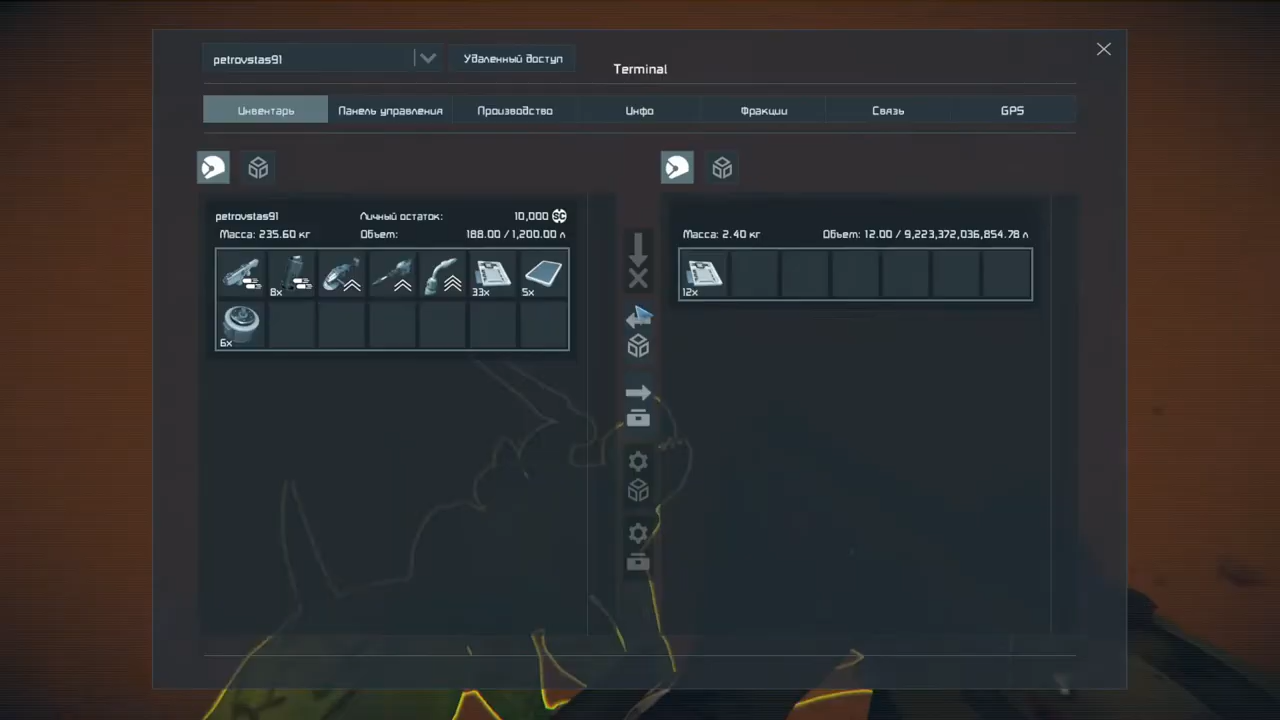 petrovstas91
Удаленный доступ
Terminal
Инвентарь
Панель управления
Производство
Инфо
Фракции
Связь
GPS
petrovstas91
Личный остаток:
10,000 SC
Масса: 235.60 кг
Объем:
188.00 / 1,200.00 л
8x
33x
5x
6x
Масса: 2.40 кг
Объем: 12.00 / 9,223,372,036,854.78 л
12x